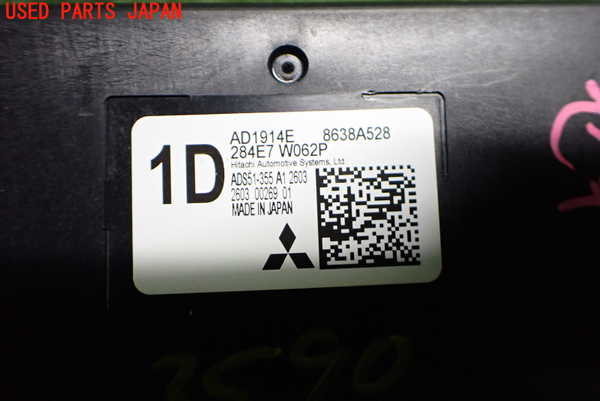 USED PARTS JAPAN
1D
AD1914E 8638A528
284E7 W062P
Hitachi Automotive Systems, Ltd.
ADS51-355 A1 2603
2603 00269 01
MADE IN JAPAN